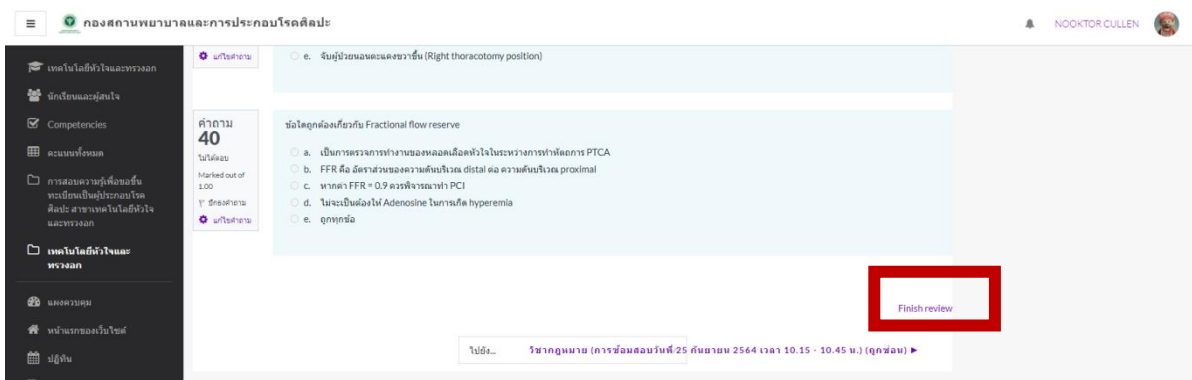 กองสถานพยาบาลและการประกอบโรคศิลปะ
NOOKTOR CULLEN
เทคโนโลยีหัวใจและทรวงอก
นักเรียนและผู้สนใจ
Competencies
คะแนนทั้งหมด
การสอบความรู้เพื่อขอขึ้น
ทะเบียนเป็นผู้ประกอบโรค
ศิลปะ สาขาเทคโนโลยีหัวใจ
และทรวงอก
เทคโนโลยีหัวใจและ
ทรวงอก
แผงควบคุม
หน้าแรกของเว็บไซต์
ปฏิทิน
แก้ไขคำถาม
e. จับผู้ป่วยนอนตะแคงขวาขึ้น (Right thoracotomy position)
คำถาม
40
ไม่ได้ตอบ
Marked out of
1.00
ปักธงคำถาม
แก้ไขคำถาม
ข้อใดถูกต้องเกี่ยวกับ Fractional flow reserve
a. เป็นการตรวจการทำงานของหลอดเลือดหัวใจในระหว่างการทำหัตถการ PTCA
b. FFR คือ อัตราส่วนของความดันบริเวณ distal ต่อ ความดันบริเวณ proximal
c. หากค่า FFR = 0.9 ควรพิจารณาทำ PCI
d. ไม่จะเป็นต้องให้ Adenosine ในการเกิด hyperemia
e. ถูกทุกข้อ
Finish review
ไปยัง...
วิชากฎหมาย (การซ้อมสอบวันที่ 25 กันยายน 2564 เวลา 10.15 - 10.45 น.) (ถูกซ่อน) ►